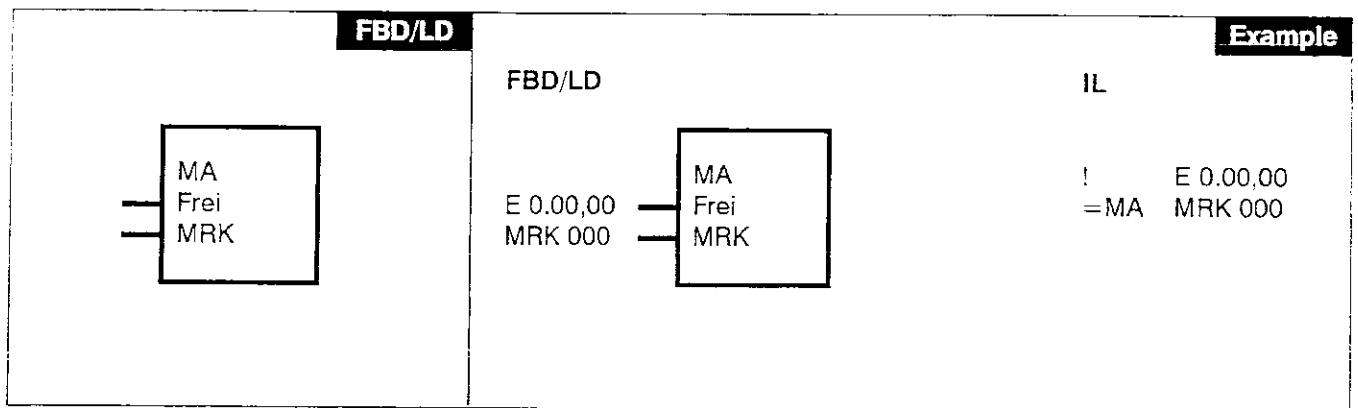 FBD/LD
MA
Frei
MRK
Example
FBD/LD
IL
MA
E 0.00,00 Frei
MRK 000 MRK
! E 0.00,00
=MA MRK 000